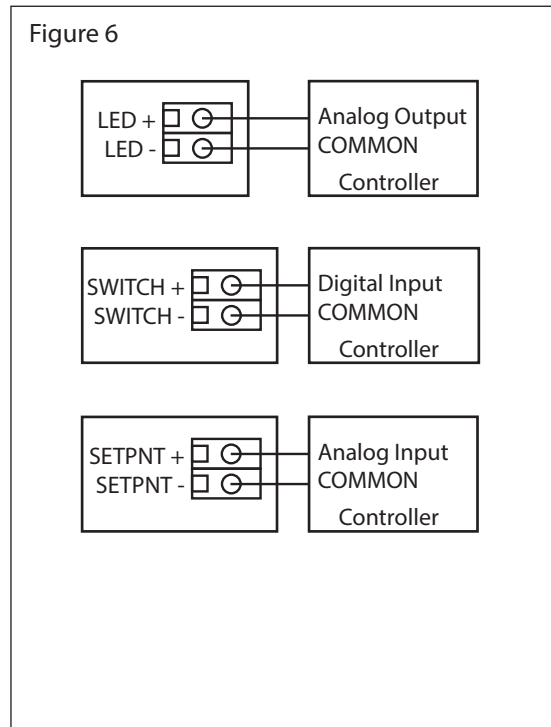 Figure 6
LED + Analog Output
LED - COMMON
Controller
SWITCH + Digital Input
SWITCH - COMMON
Controller
SETPNT + Analog Input
SETPNT - COMMON
Controller